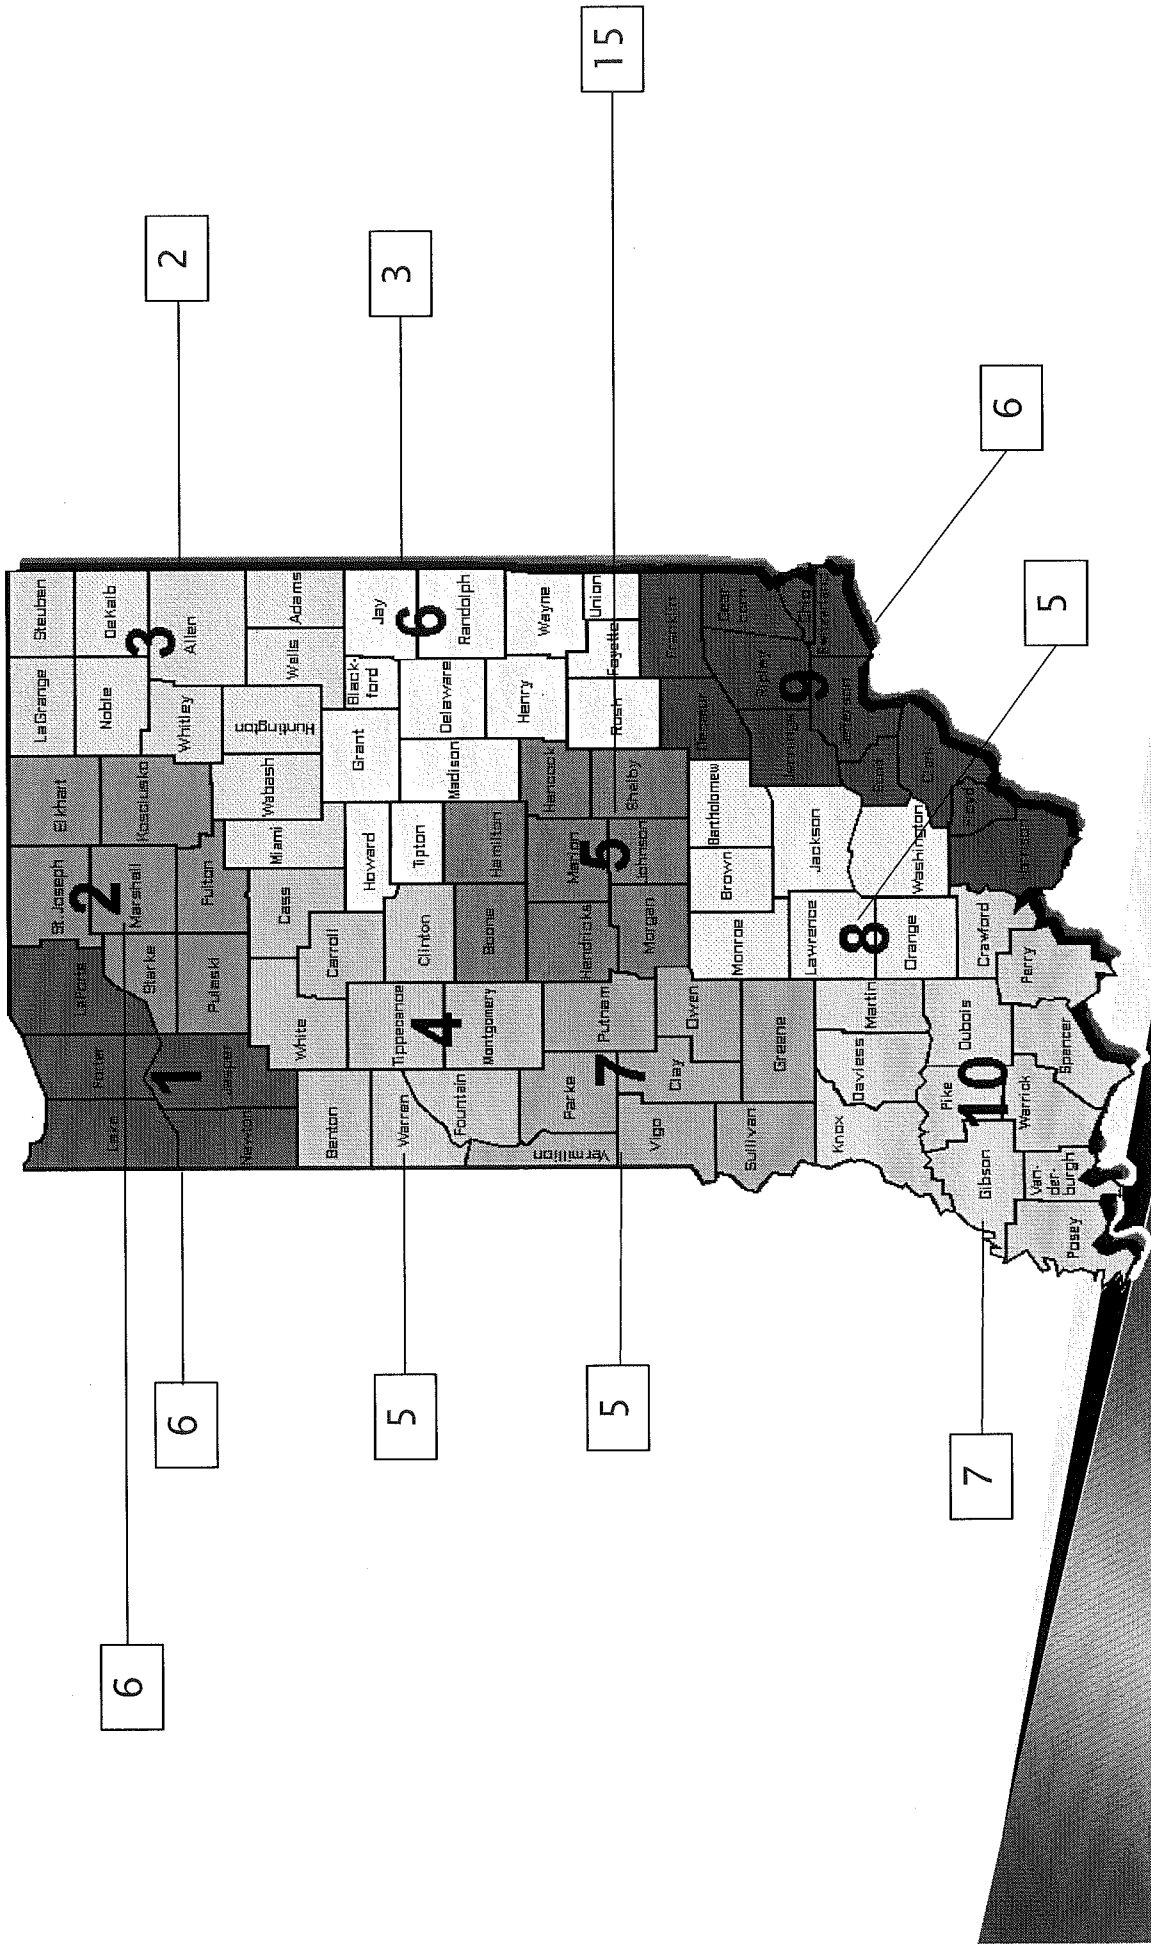 15
2
3
6
5
6
6
5
5
7
Steuben
LaGrange
DeKalb
Noble
3
Allen
Whitley
Huntington
Wells
Adams
Elkhart
St Joseph
2
Marshall
Kosciusko
Fulton
Wabash
Miami
Cass
LaPorte
Starke
Pulaski
Porter
Lake
1
Jasper
Newton
White
Carroll
Benton
Jay
6
Randolph
Black-
ford
Grant
Delaware
Madison
Henry
Wayne
Union
Fayette
Rush
Howard
Tipton
Clinton
Tippecanoe
4
Montgomery
Warren
Fountain
Hamilton
Boone
Hancock
Shelby
Marion
5
Johnson
Hendricks
Morgan
Putnam
Parke
Vermillion
7
Owen
Clay
Vigo
Sullivan
Greene
Franklin
Dear
born
Ohio
Switzerland
Ripley
9
Decatur
Jennings
Jefferson
Scott
Clark
Floyd
Harrison
Bartholomew
Brown
Monroe
Jackson
Washington
Lawrence
8
Orange
Crawford
Perry
Martin
Daviess
Knox
Dubois
Pike
10
Spencer
Warrick
Gibson
Van-
der-
burgh
Posey